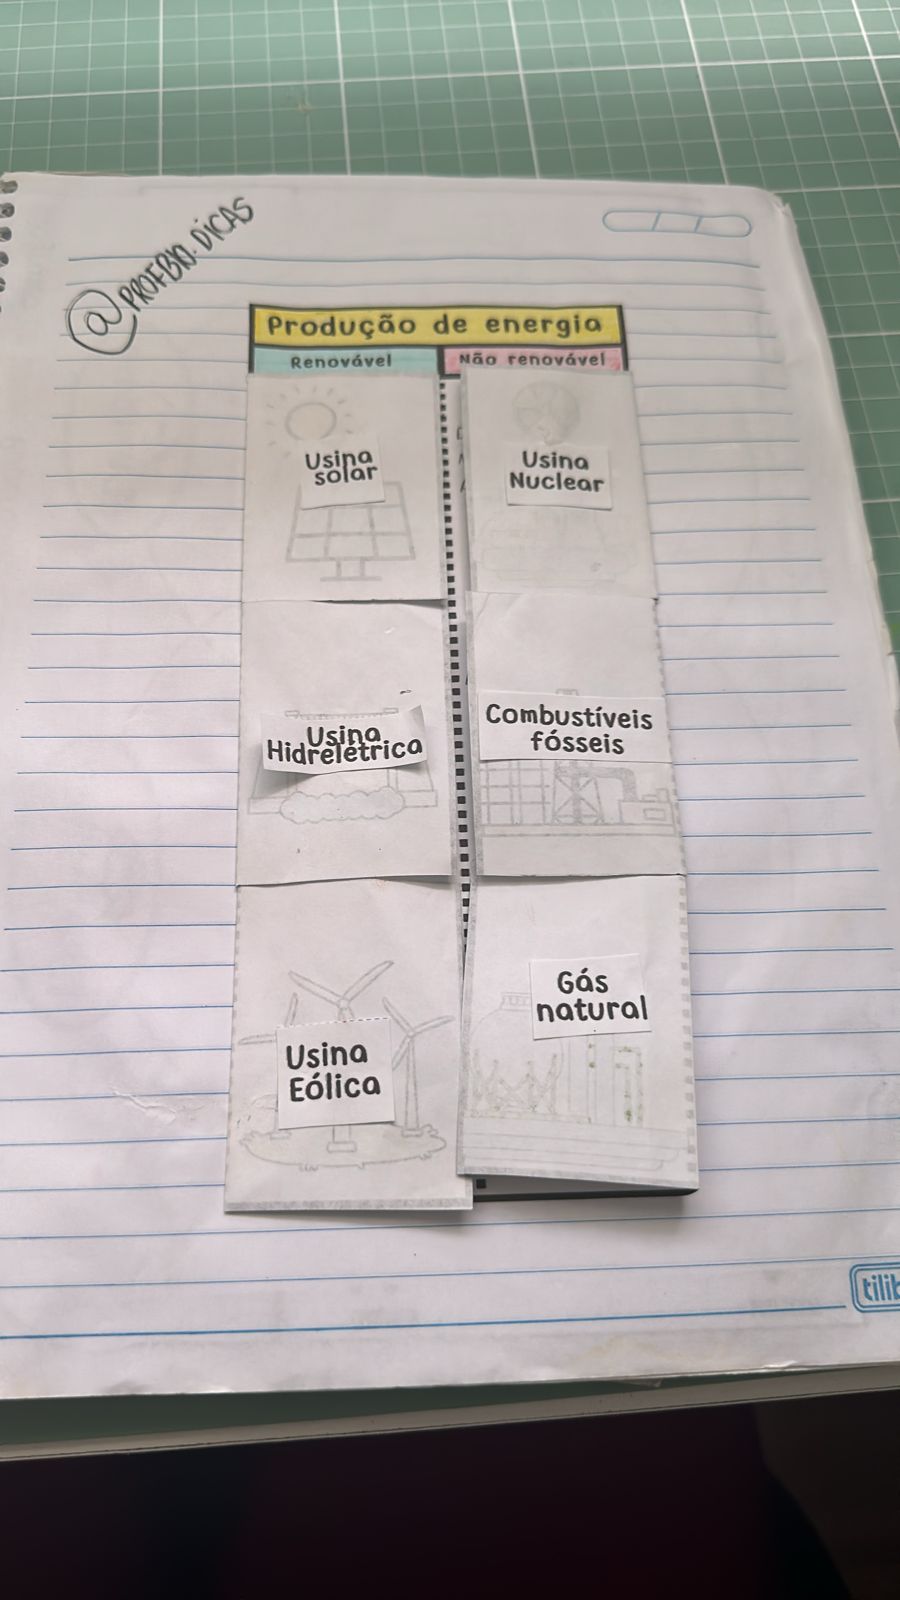 @PROFBIO.DICAS
Produção de energia
Renovável
Não renovável
Usina
solar
Usina
Nuclear
Usina
Hidrelétrica
Combustíveis
fósseis
Usina
Eólica
Gás
natural